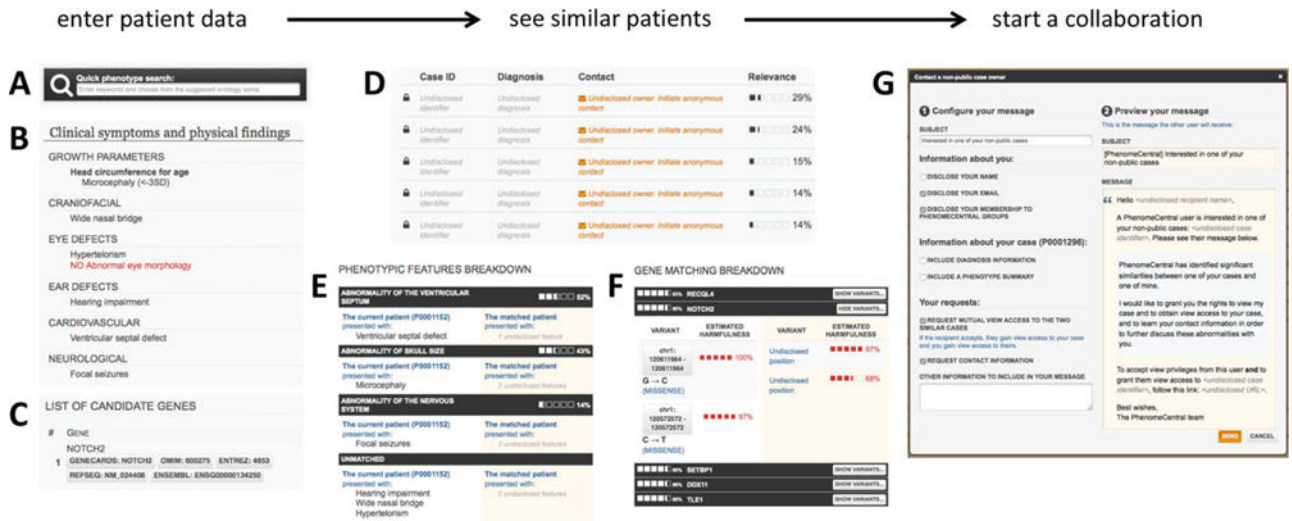 enter patient data
see similar patients
start a collaboration
A
Quick phenotype search:
Enter keywords and choose from the suggested ontology terms
B
Clinical symptoms and physical findings
GROWTH PARAMETERS
Head circumference for age
Microcephaly (<-3SD)
CRANIOFACIAL
Wide nasal bridge
EYE DEFECTS
Hypertelorism
NO Abnormal eye morphology
EAR DEFECTS
Hearing impairment
CARDIOVASCULAR
Ventricular septal defect
NEUROLOGICAL
Focal seizures
C
LIST OF CANDIDATE GENES
# GENE
NOTCH2
1 GENECARDS: NOTCH2 OMIM: 600275 ENTREZ: 4853
REFSEQ: NM_024408 ENSEMBL: ENSG00000134250
D
Case ID Diagnosis Contact Relevance
Undisclosed identifier Undisclosed diagnosis Undisclosed owner. Initiate anonymous contact 29%
Undisclosed identifier Undisclosed diagnosis Undisclosed owner. Initiate anonymous contact 24%
Undisclosed identifier Undisclosed diagnosis Undisclosed owner. Initiate anonymous contact 15%
Undisclosed identifier Undisclosed diagnosis Undisclosed owner. Initiate anonymous contact 14%
Undisclosed identifier Undisclosed diagnosis Undisclosed owner. Initiate anonymous contact 14%
E
PHENOTYPIC FEATURES BREAKDOWN
ABNORMALITY OF THE VENTRICULAR
SEPTUM 52%
The current patient (P0001152) The matched patient
presented with: presented with:
Ventricular septal defect 1 undisclosed features
ABNORMALITY OF SKULL SIZE 43%
The current patient (P0001152) The matched patient
presented with: presented with:
Microcephaly 2 undisclosed features
ABNORMALITY OF THE NERVOUS
SYSTEM 14%
The current patient (P0001152) The matched patient
presented with: presented with:
Focal seizures 2 undisclosed features
UNMATCHED
The current patient (P0001152) The matched patient
presented with: presented with:
Hearing impairment 2 undisclosed features
Wide nasal bridge
Hypertelorism
F
GENE MATCHING BREAKDOWN
RECQL4 SHOW VARIANTS...
NOTCH2 HIDE VARIANTS...
VARIANT ESTIMATED HARMFULNESS VARIANT ESTIMATED HARMFULNESS
chr1:
120611964 -
120611964
100%
G → C
(MISSENSE)
Undisclosed position 97%
Undisclosed position 68%
chr1:
120572572 -
120572572
87%
C → T
(MISSENSE)
SETBP1 SHOW VARIANTS...
DDX11 SHOW VARIANTS...
TLE1 SHOW VARIANTS...
G
Contact a non-public case owner ×
1 Configure your message
SUBJECT
Interested in one of your non-public cases
Information about you:
DISCLOSE YOUR NAME
DISCLOSE YOUR EMAIL
DISCLOSE YOUR MEMBERSHIP TO
PHENOMECENTRAL GROUPS
Information about your case (P0001296):
INCLUDE DIAGNOSIS INFORMATION
INCLUDE A PHENOTYPE SUMMARY
Your requests:
REQUEST MUTUAL VIEW ACCESS TO THE TWO
SIMILAR CASES
If the recipient accepts, they gain view access to your case
and you gain view access to theirs.
REQUEST CONTACT INFORMATION
OTHER INFORMATION TO INCLUDE IN YOUR MESSAGE
2 Preview your message
This is the message the other user will receive:
SUBJECT
[PhenomeCentral] Interested in one of your
non-public cases
MESSAGE
“ Hello <undisclosed recipient name>,
A PhenomeCentral user is interested in one of
your non-public cases: <undisclosed case
identifier>. Please see their message below.
PhenomeCentral has identified significant
similarities between one of your cases and
one of mine.
I would like to grant you the rights to view my
case and to obtain view access to your case,
and to learn your contact information in order
to further discuss these abnormalities with
you.
To accept view privileges from this user and to
grant them view access to <undisclosed case
identifier>, follow this link: <undisclosed URL>.
Best wishes,
The PhenomeCentral team
SEND CANCEL